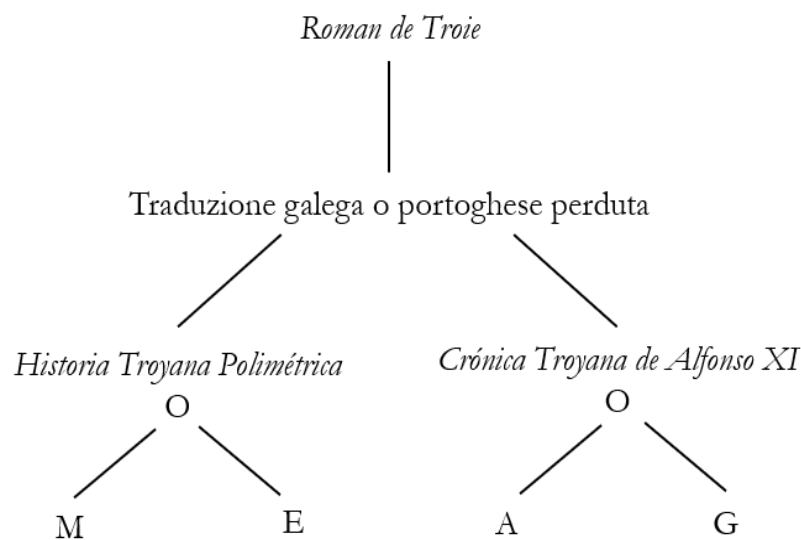 Roman de Troie
Traduzione galega o portoghese perduta
Historia Troyana Polimétrica
Crónica Troyana de Alfonso XI
O
O
M
E
A
G